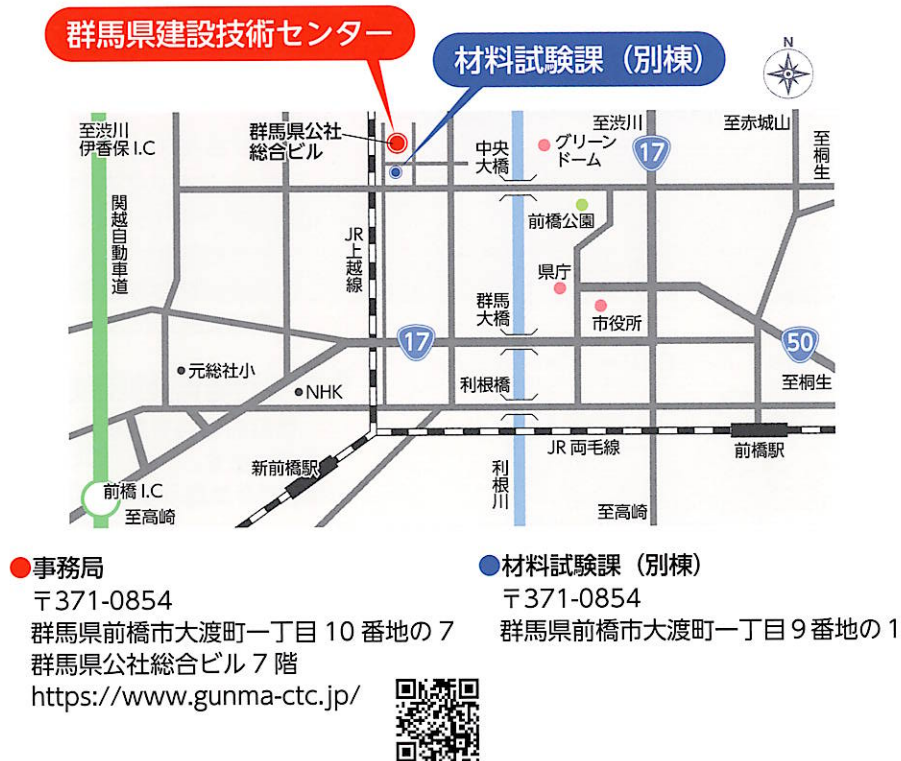 群馬県建設技術センター
材料試験課（別棟）
N
至渋川
伊香保 I.C
群馬県公社
総合ビル
中央
大橋
グリーン
ドーム
至渋川
17
至赤城山
至桐生
関越自動車道
JR上越線
前橋公園
県庁
群馬
大橋
市役所
17
50
元総社小
NHK
利根橋
至桐生
新前橋駅
JR両毛線
前橋駅
前橋 I.C
至高崎
利根川
至高崎
●事務局
〒371-0854
群馬県前橋市大渡町一丁目 10 番地の 7
群馬県公社総合ビル 7 階
https://www.gunma-ctc.jp/
●材料試験課（別棟）
〒371-0854
群馬県前橋市大渡町一丁目 9 番地の 1